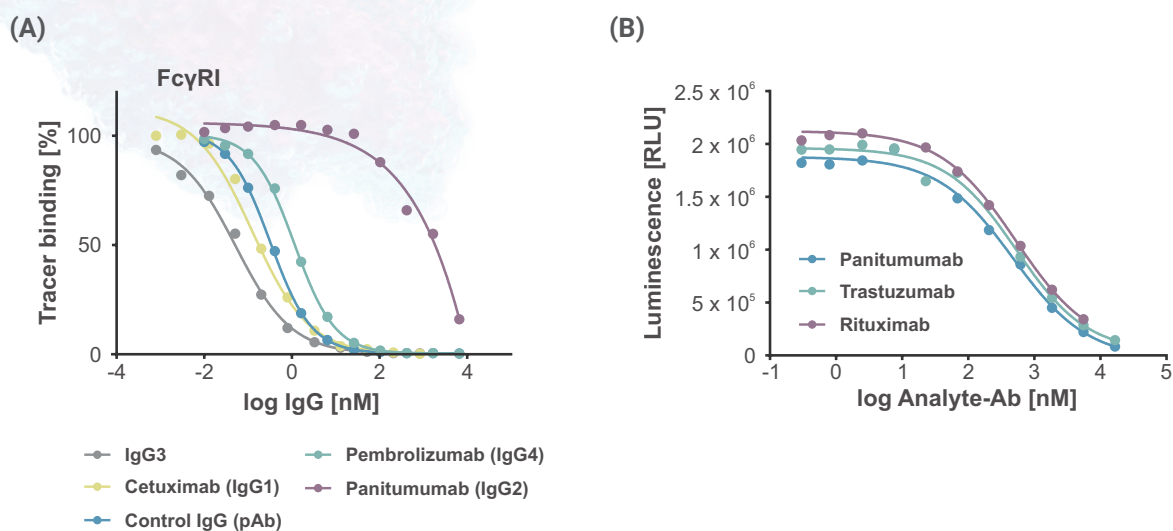 (A)
FcγRI
Tracer binding [%]
100
50
0
-4
-2
0
2
4
log IgG [nM]
IgG3
Cetuximab (IgG1)
Control IgG (pAb)
Pembrolizumab (IgG4)
Panitumumab (IgG2)
(B)
Luminescence [RLU]
2.5 x 10⁶
2 x 10⁶
1.5 x 10⁶
1 x 10⁶
5 x 10⁵
0
-1
0
1
2
3
4
5
log Analyte-Ab [nM]
Panitumumab
Trastuzumab
Rituximab